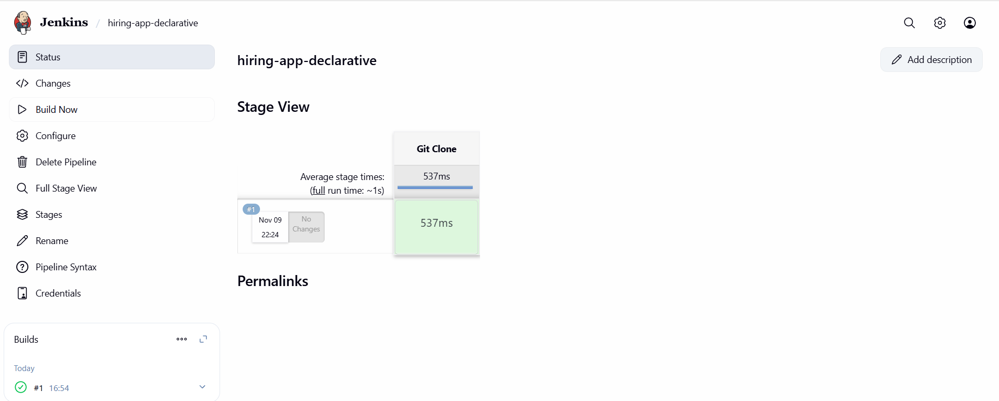 Jenkins / hiring-app-declarative
Status
Changes
Build Now
Configure
Delete Pipeline
Full Stage View
Stages
Rename
Pipeline Syntax
Credentials
Builds
Today
#1 16:54
hiring-app-declarative
Add description
Stage View
Git Clone
Average stage times:
(full run time: ~1s)
537ms
#1
Nov 09
22:24
No
Changes
537ms
Permalinks